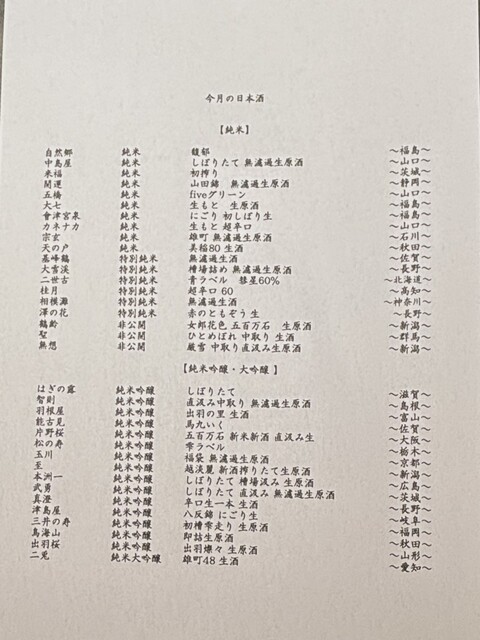 今月の日本酒
【純米】
自然郷 純米 馥郁 ～福島～
中島屋 純米 しぼりたて 無濾過生原酒 ～山口～
来福 純米 初搾り ～茨城～
開運 純米 山田錦 無濾過生原酒 ～静岡～
五橋 純米 fiveグリーン ～山口～
大七 純米 生もと 生原酒 ～福島～
會津宮泉 純米 にごり 初しぼり生 ～福島～
カネナカ 純米 生もと 超辛口 ～山口～
宗玄 純米 雄町 無濾過生原酒 ～石川～
天の戸 純米 美稲80 生酒 ～秋田～
基峰鶴 特別純米 無濾過生酒 ～佐賀～
大雪渓 特別純米 槽場詰め 無濾過生原酒 ～長野～
二世古 特別純米 青ラベル 彗星60% ～北海道～
桂月 特別純米 超辛口 60 ～高知～
相模灘 特別純米 無濾過生酒 ～神奈川～
澤の花 特別純米 赤のともぞう 生 ～長野～
鶴齢 非公開 女郎花色 五百万石 生原酒 ～新潟～
聖 非公開 ひとめぼれ 中取り 生酒 ～群馬～
無想 非公開 厳雪 中取り直汲み生原酒 ～新潟～
【純米吟醸・大吟醸】
はぎの露 純米吟醸 しぼりたて ～滋賀～
智則 純米吟醸 直汲み中取り 無濾過生原酒 ～島根～
羽根屋 純米吟醸 出羽の里 生酒 ～富山～
能古見 純米吟醸 馬九いく ～佐賀～
片野桜 純米吟醸 五百万石 新米新酒 直汲み生 ～大阪～
松の寿 純米吟醸 雫ラベル ～栃木～
玉川 純米吟醸 福袋 無濾過生原酒 ～京都～
至 純米吟醸 越淡麗 新酒搾りたて生原酒 ～新潟～
本洲一 純米吟醸 しぼりたて 槽場汲み 生原酒 ～広島～
武勇 純米吟醸 しぼりたて 直汲み 無濾過生原酒 ～茨城～
真澄 純米吟醸 辛口生一本 生酒 ～長野～
津島屋 純米吟醸 八反錦 にごり生 ～岐阜～
三井の寿 純米吟醸 初槽雫走り 生原酒 ～福岡～
鳥海山 純米吟醸 即詰生原酒 ～秋田～
出羽桜 純米吟醸 出羽燦々 生原酒 ～山形～
二兎 純米大吟醸 雄町48 生酒 ～愛知～